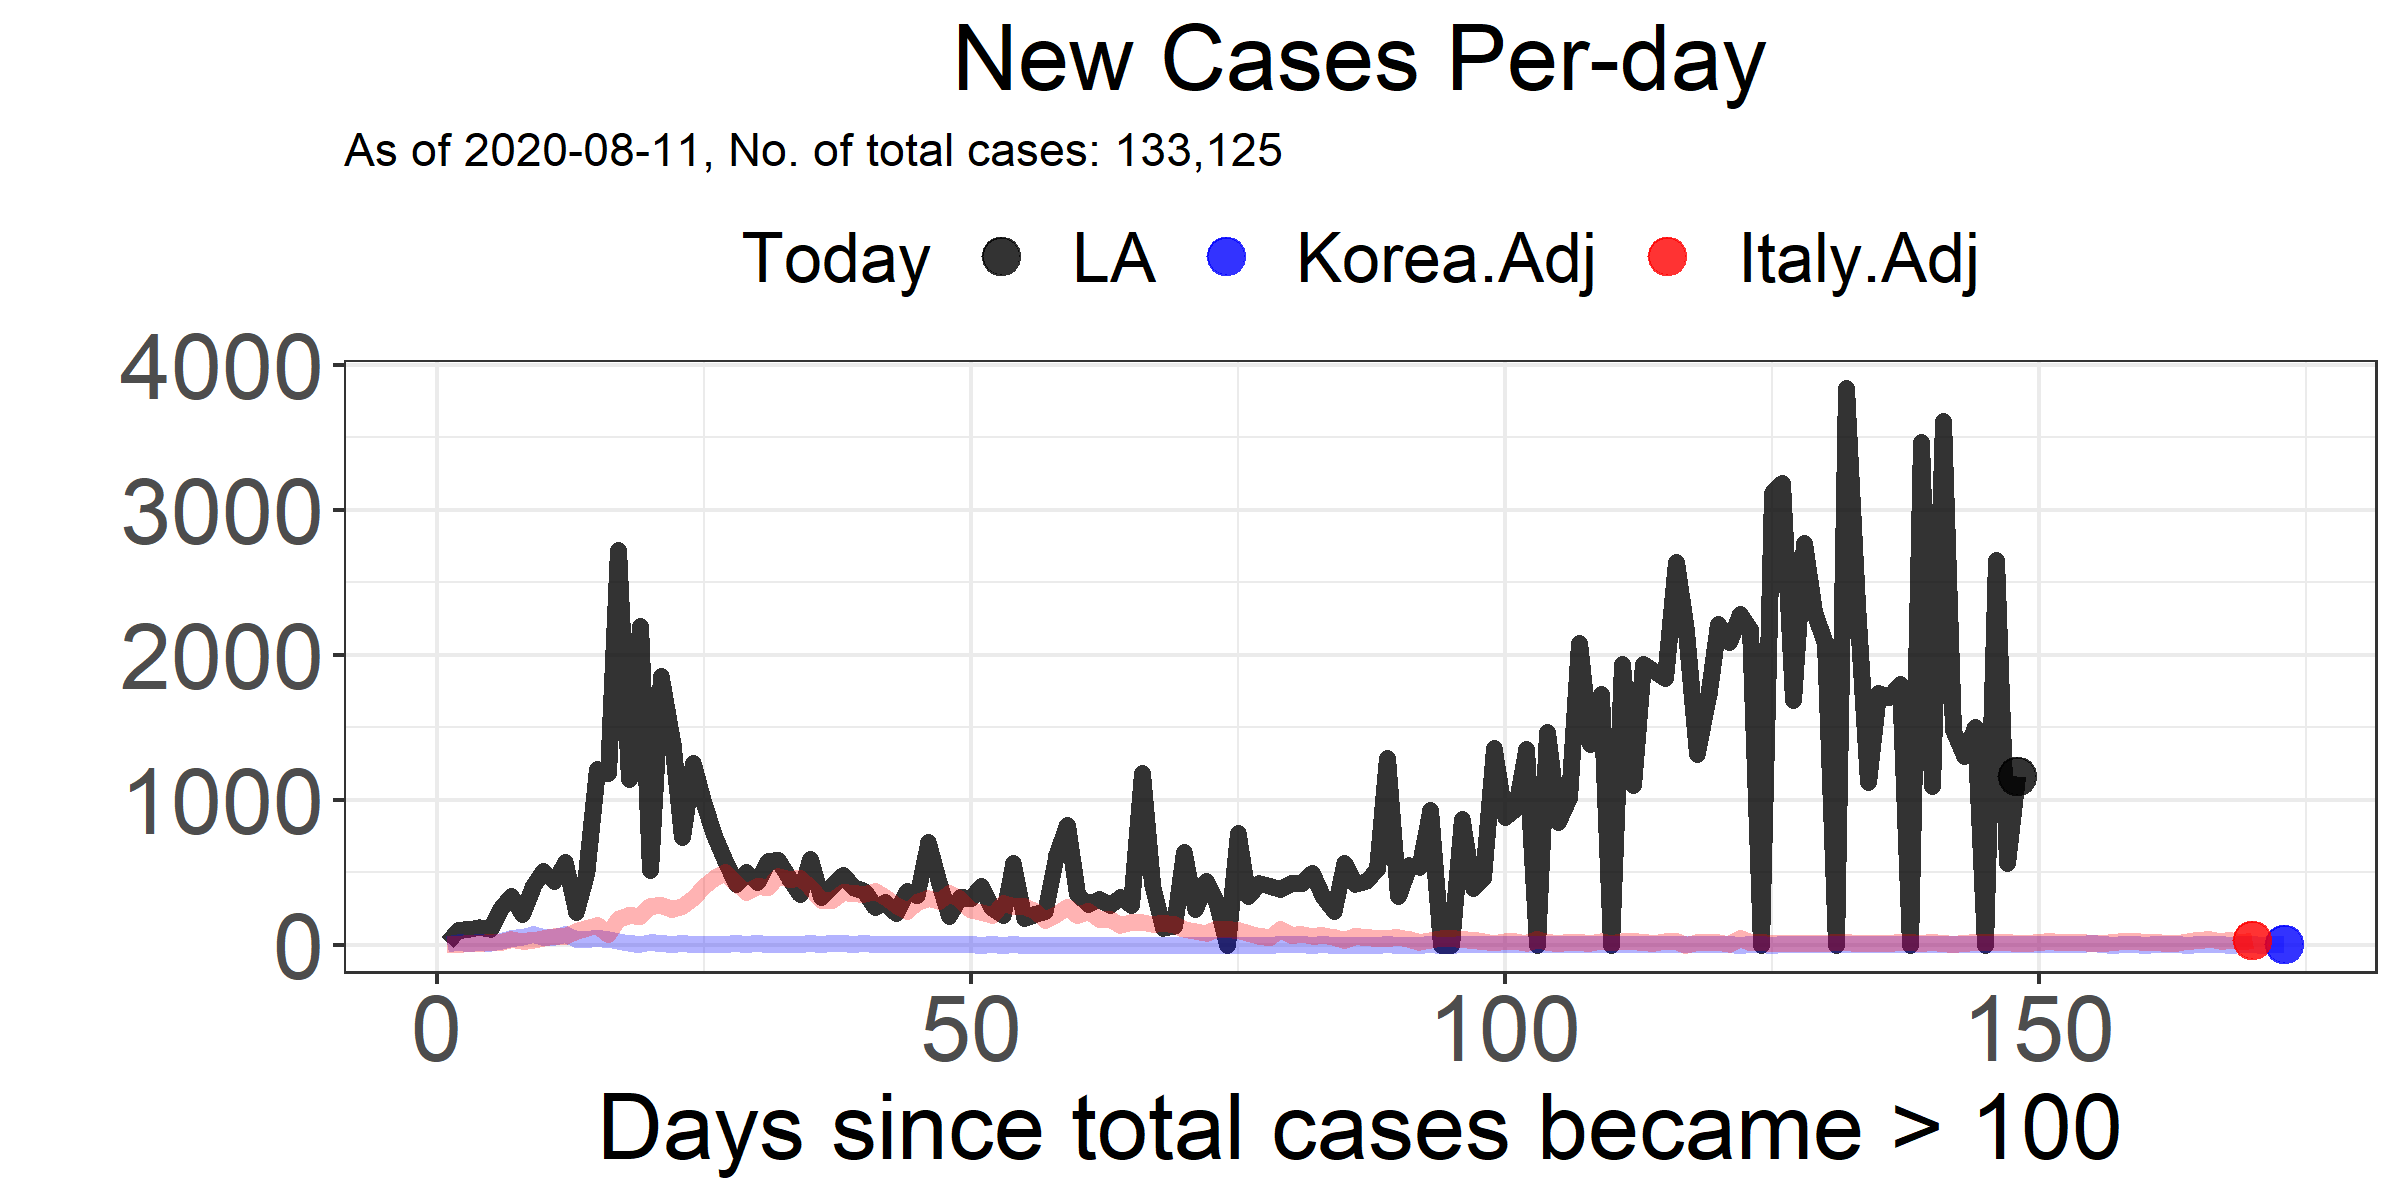 New Cases Per-day
As of 2020-08-11, No. of total cases: 133,125
Today LA Korea.Adj Italy.Adj
4000
3000
2000
1000
0
0 50 100 150
Days since total cases became > 100